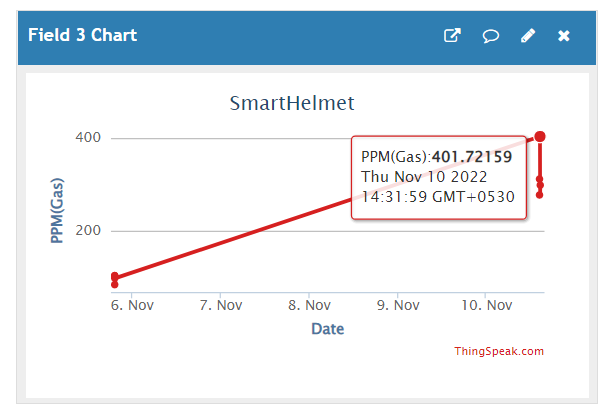 Field 3 Chart
SmartHelmet
400
200
PPM(Gas)
PPM(Gas):401.72159
Thu Nov 10 2022
14:31:59 GMT+0530
6. Nov 7. Nov 8. Nov 9. Nov 10. Nov
Date
ThingSpeak.com